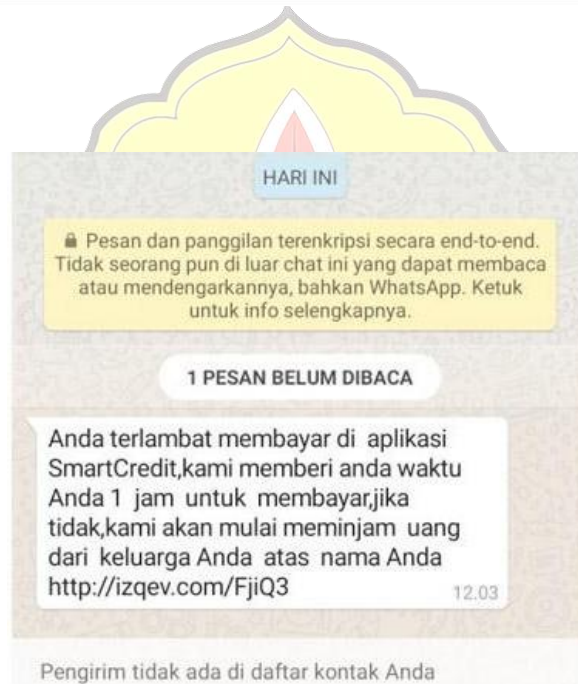 HARI INI
Pesan dan panggilan terenkripsi secara end-to-end.
Tidak seorang pun di luar chat ini yang dapat membaca
atau mendengarkannya, bahkan WhatsApp. Ketuk
untuk info selengkapnya.
1 PESAN BELUM DIBACA
Anda terlambat membayar di aplikasi
SmartCredit,kami memberi anda waktu
Anda 1 jam untuk membayar,jika
tidak,kami akan mulai meminjam uang
dari keluarga Anda atas nama Anda
http://izqev.com/FjiQ3
12.03
Pengirim tidak ada di daftar kontak Anda